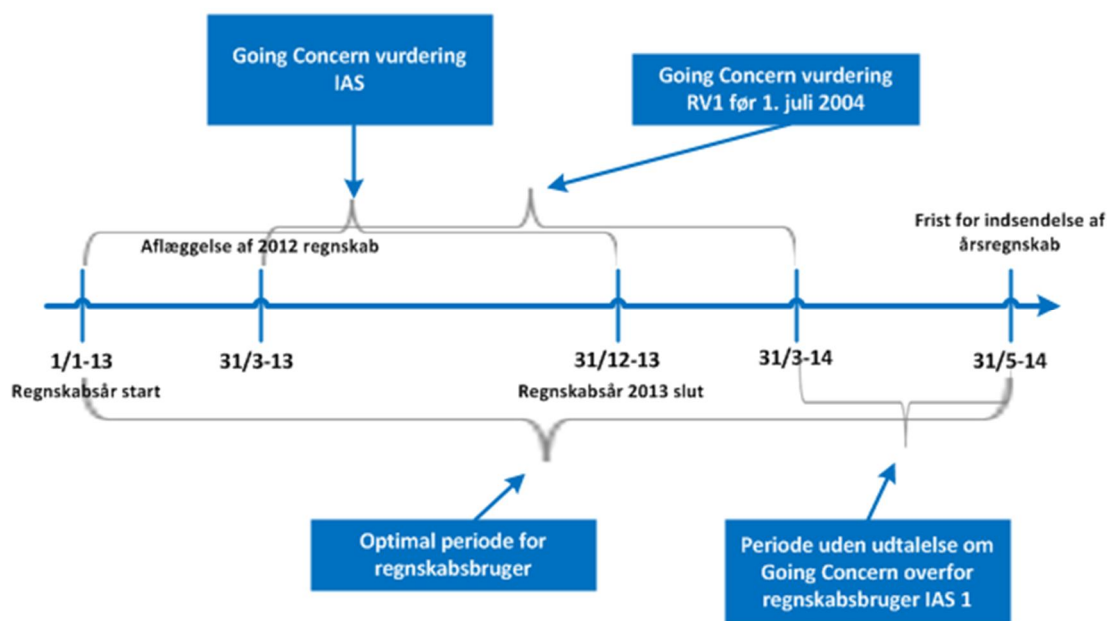 Going Concern vurdering
IAS
Going Concern vurdering
RV1 før 1. juli 2004
Aflæggelse af 2012 regnskab
Frist for indsendelse af
årsregnskab
1/1-13
31/3-13
31/12-13
31/3-14
31/5-14
Regnskabsår start
Regnskabsår 2013 slut
Optimal periode for
regnskabsbruger
Periode uden udtalelse om
Going Concern overfor
regnskabsbruger IAS 1